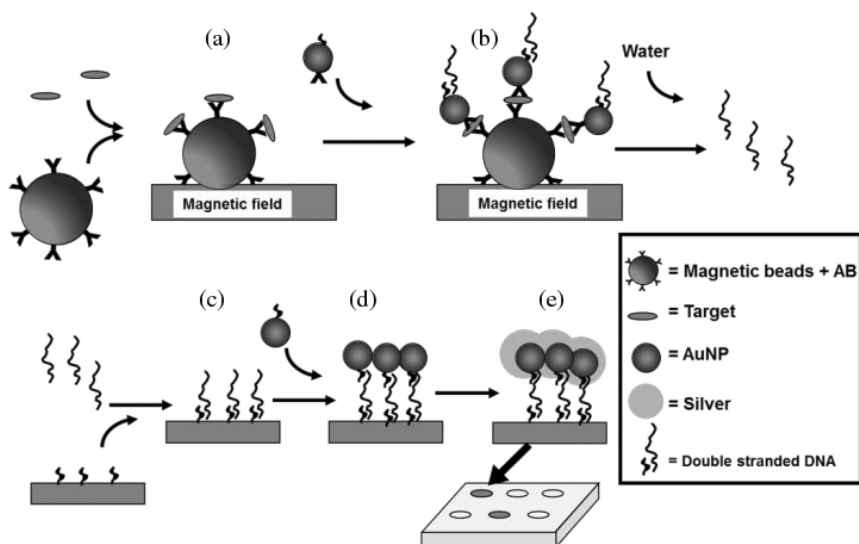 (a)
(b)
Water
Magnetic field
Magnetic field
= Magnetic beads + AB
= Target
= AuNP
= Silver
= Double stranded DNA
(c)
(d)
(e)